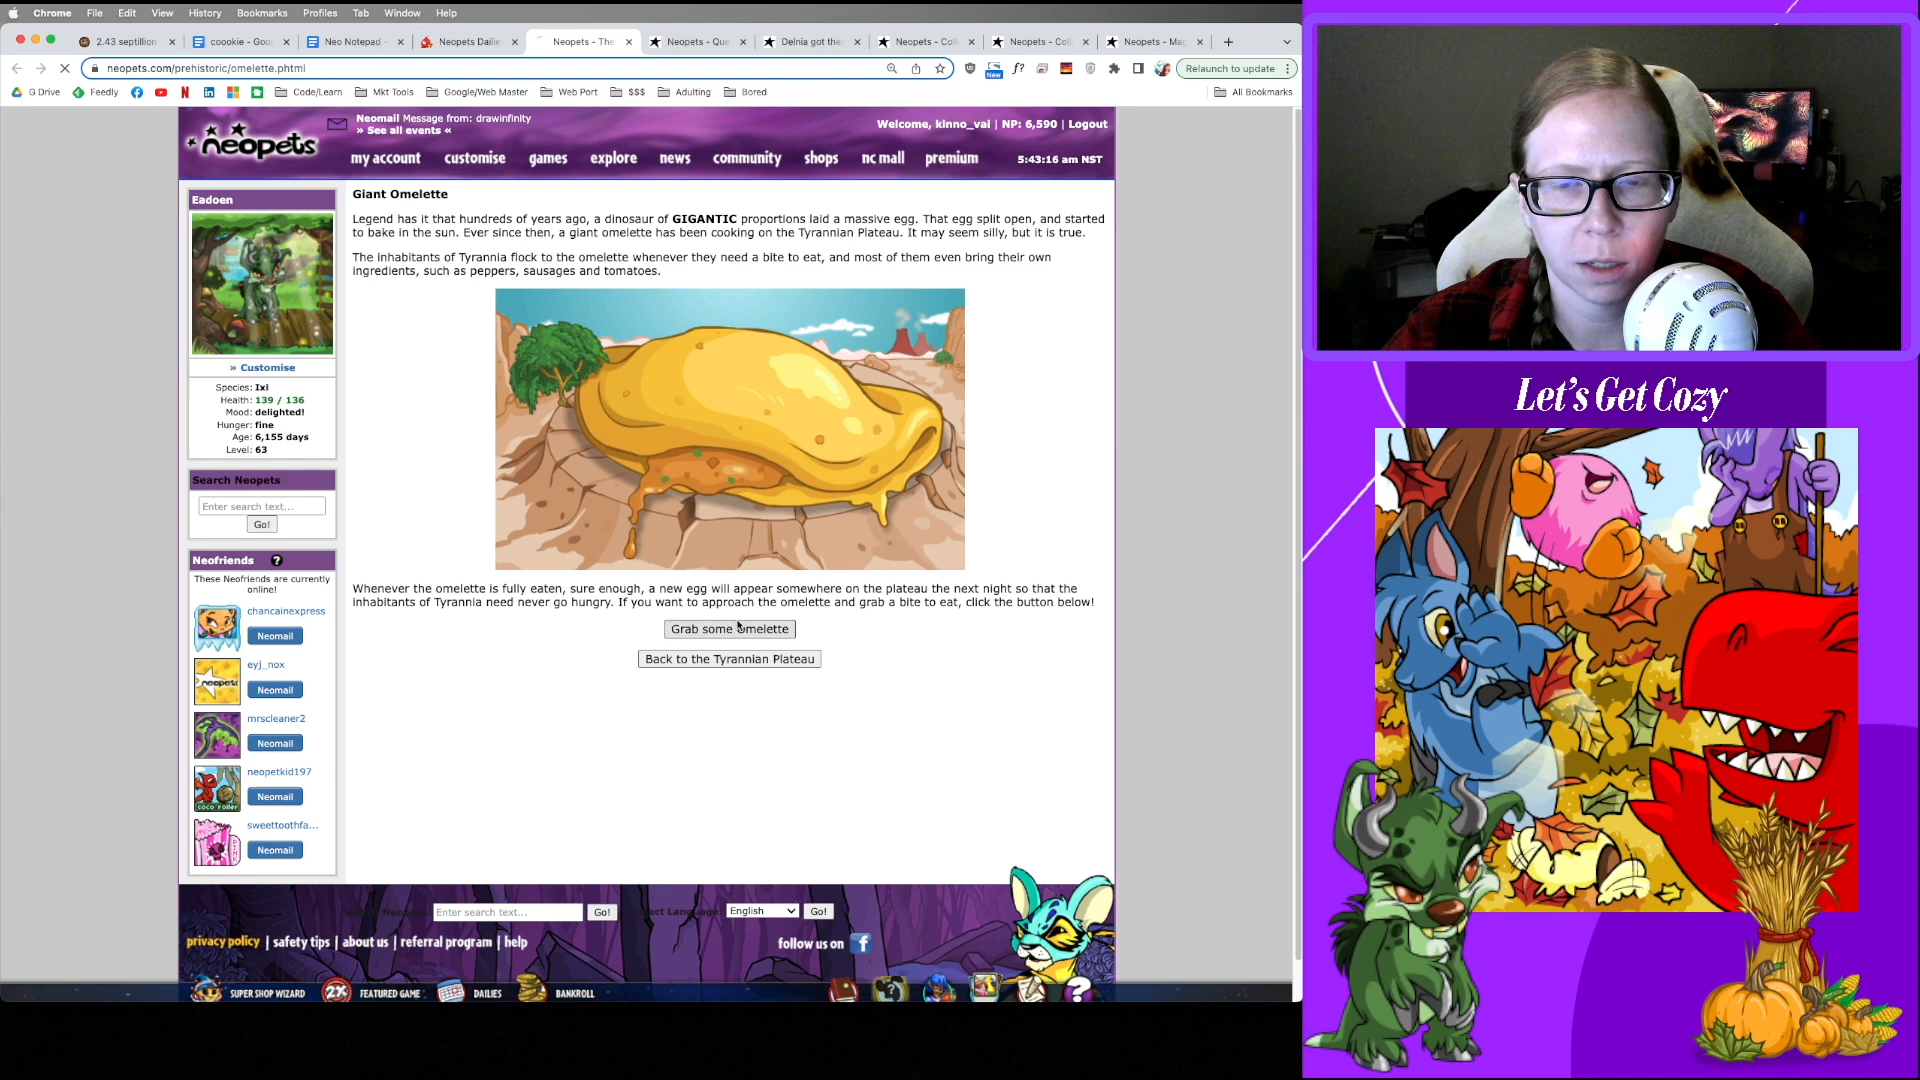 Chrome File Edit View History Bookmarks Profiles Tab Window Help
2.43 septillion
coookie - Goo
Neo Notepad -
Neopets Dailie
Neopets - The
Neopets - Que
Delnia got the
Neopets - Coll
Neopets - Coll
Neopets - Mag
neopets.com/prehistoric/omelette.phtml
New
f?
Relaunch to update
G Drive
Feedly
Code/Learn
Mkt Tools
Google/Web Master
Web Port
$$$
Adulting
Bored
All Bookmarks
neopets
Neomail Message from: drawinfinity
» See all events «
Welcome, kinno_vai | NP: 6,590 | Logout
my account customise games explore news community shops nc mall premium 5:43:16 am NST
Eadoen
» Customise
Species: Ixi
Health: 139 / 136
Mood: delighted!
Hunger: fine
Age: 6,155 days
Level: 63
Search Neopets
Enter search text...
Go!
Neofriends ?
These Neofriends are currently
online!
chancainexpress
Neomail
eyj_nox
neopets
Neomail
mrscleaner2
Neomail
neopetkid197
coco roller
Neomail
sweettoothfa...
Neomail
Giant Omelette
Legend has it that hundreds of years ago, a dinosaur of GIGANTIC proportions laid a massive egg. That egg split open, and started
to bake in the sun. Ever since then, a giant omelette has been cooking on the Tyrannian Plateau. It may seem silly, but it is true.
The inhabitants of Tyrannia flock to the omelette whenever they need a bite to eat, and most of them even bring their own
ingredients, such as peppers, sausages and tomatoes.
Whenever the omelette is fully eaten, sure enough, a new egg will appear somewhere on the plateau the next night so that the
inhabitants of Tyrannia need never go hungry. If you want to approach the omelette and grab a bite to eat, click the button below!
Grab some omelette
Back to the Tyrannian Plateau
Enter search text... Go! Language: English Go!
privacy policy | safety tips | about us | referral program | help
follow us on f
SUPER SHOP WIZARD 2X FEATURED GAME DAILIES BANKROLL
Let's Get Cozy